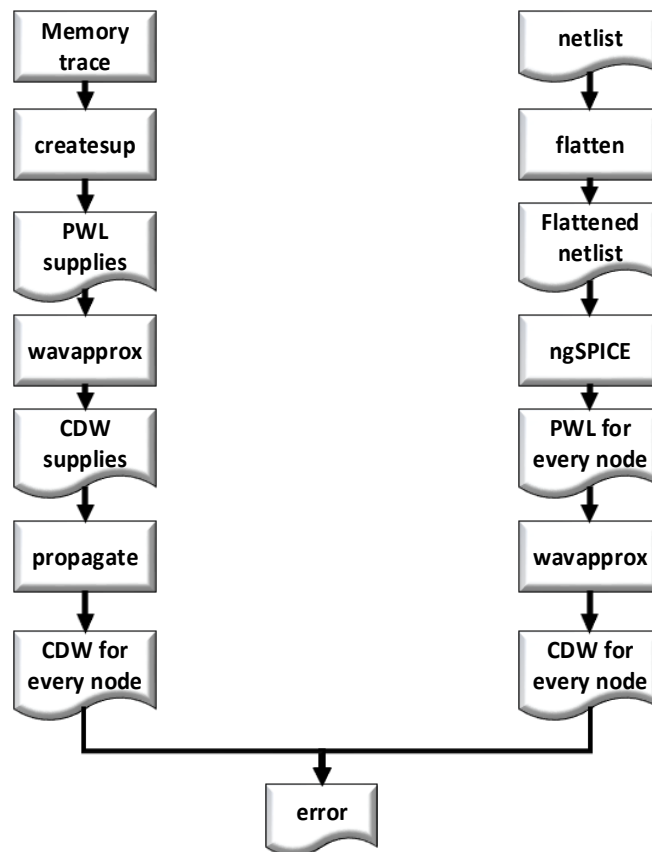 Memory
trace
createsup
PWL
supplies
wavapprox
CDW
supplies
propagate
CDW for
every node
netlist
flatten
Flattened
netlist
ngSPICE
PWL for
every node
wavapprox
CDW for
every node
error